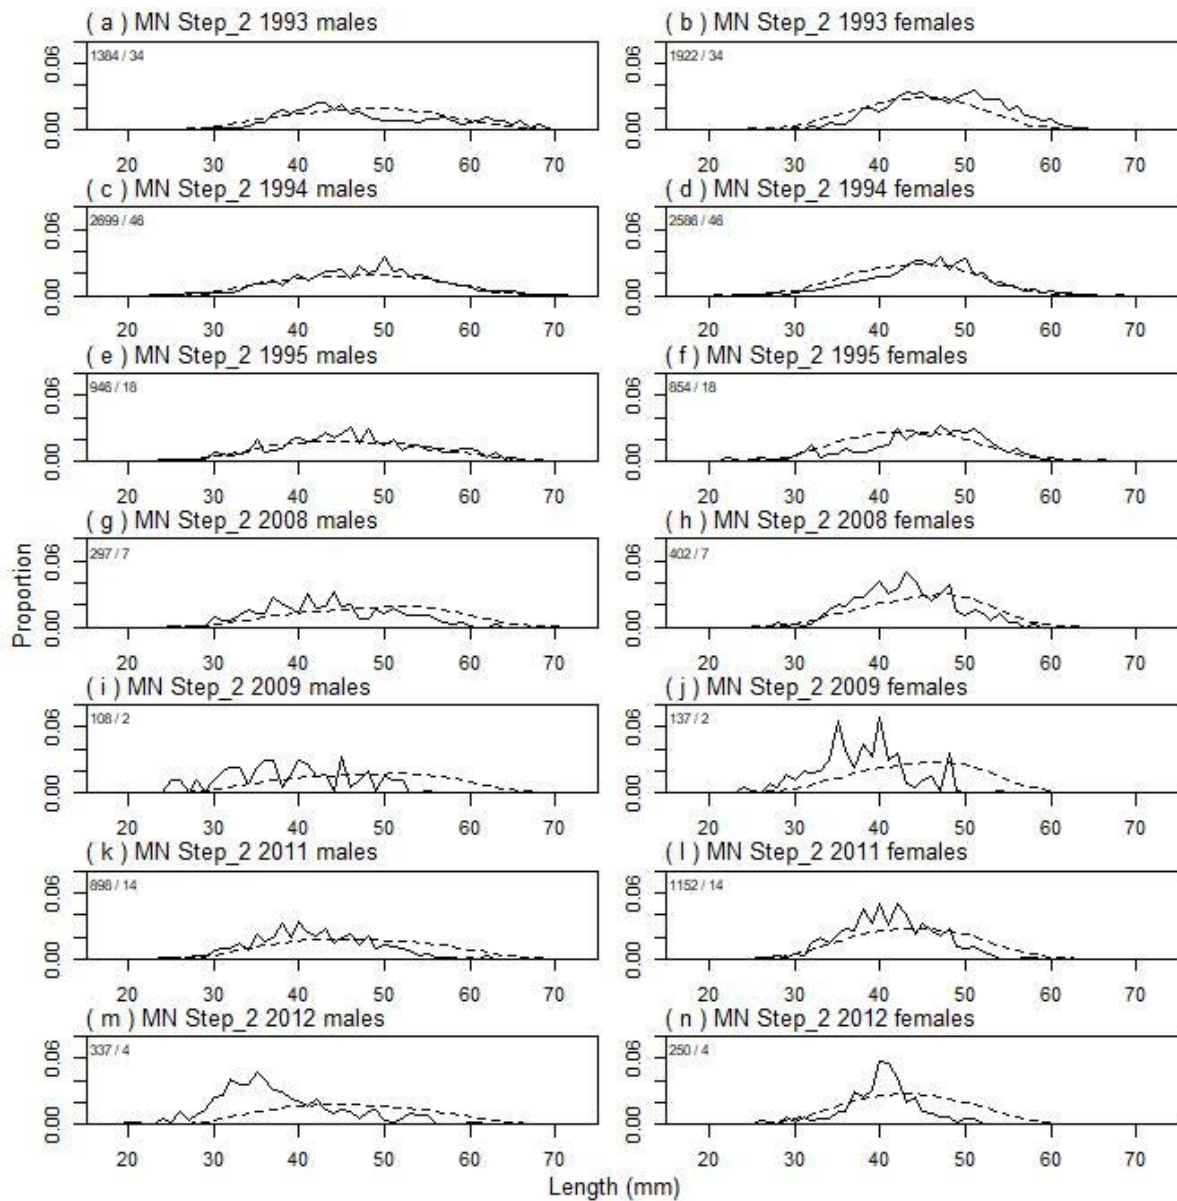 ( a ) MN Step_2 1993 males
( b ) MN Step_2 1993 females
0.00 0.06
1384 / 34
0.00 0.06
1922 / 34
20 30 40 50 60 70
20 30 40 50 60 70
( c ) MN Step_2 1994 males
( d ) MN Step_2 1994 females
0.00 0.06
2699 / 46
0.00 0.06
2586 / 46
20 30 40 50 60 70
20 30 40 50 60 70
( e ) MN Step_2 1995 males
( f ) MN Step_2 1995 females
0.00 0.06
946 / 18
0.00 0.06
854 / 18
20 30 40 50 60 70
20 30 40 50 60 70
( g ) MN Step_2 2008 males
( h ) MN Step_2 2008 females
Proportion
0.00 0.06
297 / 7
0.00 0.06
402 / 7
20 30 40 50 60 70
20 30 40 50 60 70
( i ) MN Step_2 2009 males
( j ) MN Step_2 2009 females
0.00 0.06
108 / 2
0.00 0.06
137 / 2
20 30 40 50 60 70
20 30 40 50 60 70
( k ) MN Step_2 2011 males
( l ) MN Step_2 2011 females
0.00 0.06
898 / 14
0.00 0.06
1152 / 14
20 30 40 50 60 70
20 30 40 50 60 70
( m ) MN Step_2 2012 males
( n ) MN Step_2 2012 females
0.00 0.06
337 / 4
0.00 0.06
250 / 4
20 30 40 50 60 70
20 30 40 50 60 70
Length (mm)